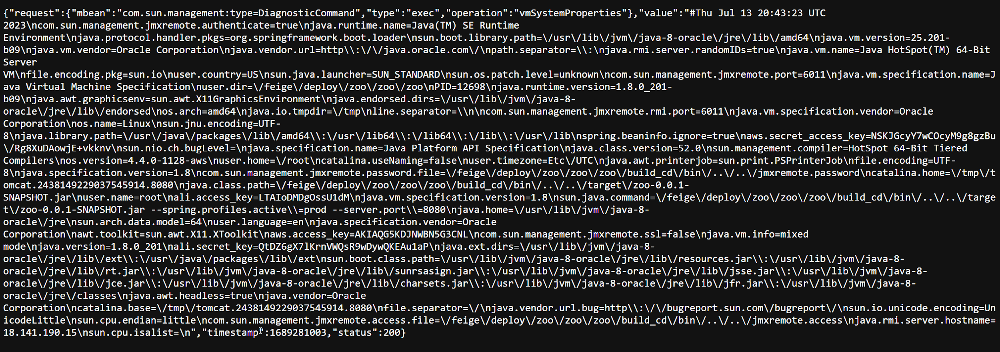 {"request":{"mbean":"com.sun.management:type=DiagnosticCommand","type":"exec","operation":"vmSystemProperties"},"value":"#Thu Jul 13 20:43:23 UTC
2023\ncom.sun.management.jmxremote.authenticate=true\njava.runtime.name=Java(TM) SE Runtime
Environment\njava.protocol.handler.pkgs=org.springframework.boot.loader\nsun.boot.library.path=\/usr\/lib\/jvm\/java-8-oracle\/jre\/lib\/amd64\njava.vm.version=25.201-
b09\njava.vm.vendor=Oracle Corporation\njava.vendor.url=http\\:\/\/java.oracle.com\/\npath.separator=\\:\njava.rmi.server.randomIDs=true\njava.vm.name=Java HotSpot(TM) 64-Bit
Server
VM\nfile.encoding.pkg=sun.io\nuser.country=US\nsun.java.launcher=SUN_STANDARD\nsun.os.patch.level=unknown\ncom.sun.management.jmxremote.port=6011\njava.vm.specification.name=J
ava Virtual Machine Specification\nuser.dir=\/feige\/deploy\/zoo\/zoo\/zoo\nPID=12698\njava.runtime.version=1.8.0_201-
b09\njava.awt.graphicsenv=sun.awt.X11GraphicsEnvironment\njava.endorsed.dirs=\/usr\/lib\/jvm\/java-8-
oracle\/jre\/lib\/endorsed\nos.arch=amd64\njava.io.tmpdir=\/tmp\nline.separator=\\n\ncom.sun.management.jmxremote.rmi.port=6011\njava.vm.specification.vendor=Oracle
Corporation\nos.name=Linux\nsun.jnu.encoding=UTF-
8\njava.library.path=\/usr\/java\/packages\/lib\/amd64\\:\/usr\/lib64\\:\/lib64\\:\/lib\\:\/usr\/lib\nspring.beaninfo.ignore=true\naws.secret_access_key=NSKJGcyY7wCOcyM9g8gzBu
\/Rg8XuDAowjE+vkknv\nsun.nio.ch.bugLevel=\njava.specification.name=Java Platform API Specification\njava.class.version=52.0\nsun.management.compiler=HotSpot 64-Bit Tiered
Compilers\nos.version=4.4.0-1128-aws\nuser.home=\/root\ncatalina.useNaming=false\nuser.timezone=Etc\/UTC\njava.awt.printerjob=sun.print.PSPrinterJob\nfile.encoding=UTF-
8\njava.specification.version=1.8\ncom.sun.management.jmxremote.password.file=\/feige\/deploy\/zoo\/zoo\/zoo\/build_cd\/bin\/..\/..\/jmxremote.password\ncatalina.home=\/tmp\/t
omcat.2438149229037545914.8080\njava.class.path=\/feige\/deploy\/zoo\/zoo\/zoo\/build_cd\/bin\/..\/..\/target\/zoo-0.0.1-
SNAPSHOT.jar\nuser.name=root\nali.access_key=LTAIoDMDgOssU1dM\njava.vm.specification.version=1.8\nsun.java.command=\/feige\/deploy\/zoo\/zoo\/zoo\/build_cd\/bin\/..\/..\/targe
t\/zoo-0.0.1-SNAPSHOT.jar --spring.profiles.active\\=prod --server.port\\=8080\njava.home=\/usr\/lib\/jvm\/java-8-
oracle\/jre\nsun.arch.data.model=64\nuser.language=en\njava.specification.vendor=Oracle
Corporation\nawt.toolkit=sun.awt.X11.XToolkit\naws.access_key=AKIAQG5KDJNWBN5G3CNL\ncom.sun.management.jmxremote.ssl=false\njava.vm.info=mixed
mode\njava.version=1.8.0_201\nali.secret_key=QtDZ6gX7lKrnVWQsR9wDywQKEAu1aP\njava.ext.dirs=\/usr\/lib\/jvm\/java-8-
oracle\/jre\/lib\/ext\\:\/usr\/java\/packages\/lib\/ext\nsun.boot.class.path=\/usr\/lib\/jvm\/java-8-oracle\/jre\/lib\/resources.jar\\:\/usr\/lib\/jvm\/java-8-
oracle\/jre\/lib\/rt.jar\\:\/usr\/lib\/jvm\/java-8-oracle\/jre\/lib\/sunrsasign.jar\\:\/usr\/lib\/jvm\/java-8-oracle\/jre\/lib\/jsse.jar\\:\/usr\/lib\/jvm\/java-8-
oracle\/jre\/lib\/jce.jar\\:\/usr\/lib\/jvm\/java-8-oracle\/jre\/lib\/charsets.jar\\:\/usr\/lib\/jvm\/java-8-oracle\/jre\/lib\/jfr.jar\\:\/usr\/lib\/jvm\/java-8-
oracle\/jre\/classes\njava.awt.headless=true\njava.vendor=Oracle
Corporation\ncatalina.base=\/tmp\/tomcat.2438149229037545914.8080\nfile.separator=\/\njava.vendor.url.bug=http\\:\/\/bugreport.sun.com\/bugreport\/\nsun.io.unicode.encoding=Un
icodeLittle\nsun.cpu.endian=little\ncom.sun.management.jmxremote.access.file=\/feige\/deploy\/zoo\/zoo\/zoo\/build_cd\/bin\/..\/..\/jmxremote.access\njava.rmi.server.hostname=
18.141.190.15\nsun.cpu.isalist=\n","timestamp":1689281003,"status":200}